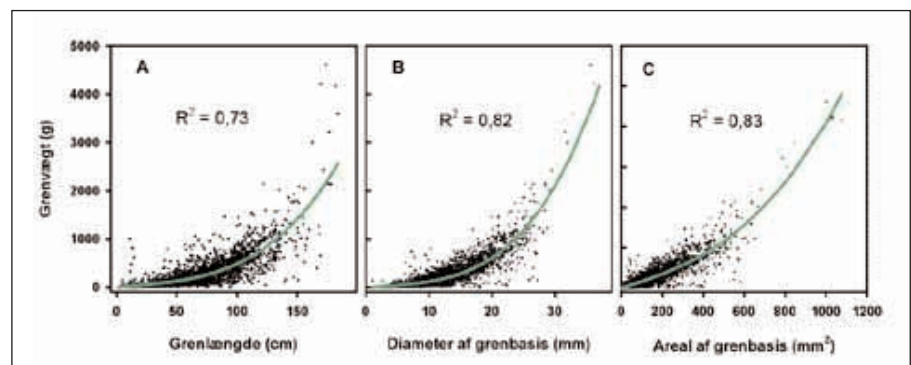 A
B
C
R² = 0,73
R² = 0,82
R² = 0,83
Grenvægt (g)
5000
4000
3000
2000
1000
0
0 50 100 150
0 10 20 30
0 200 400 600 800 1000 1200
Grenlængde (cm)
Diameter af grenbasis (mm)
Areal af grenbasis (mm²)